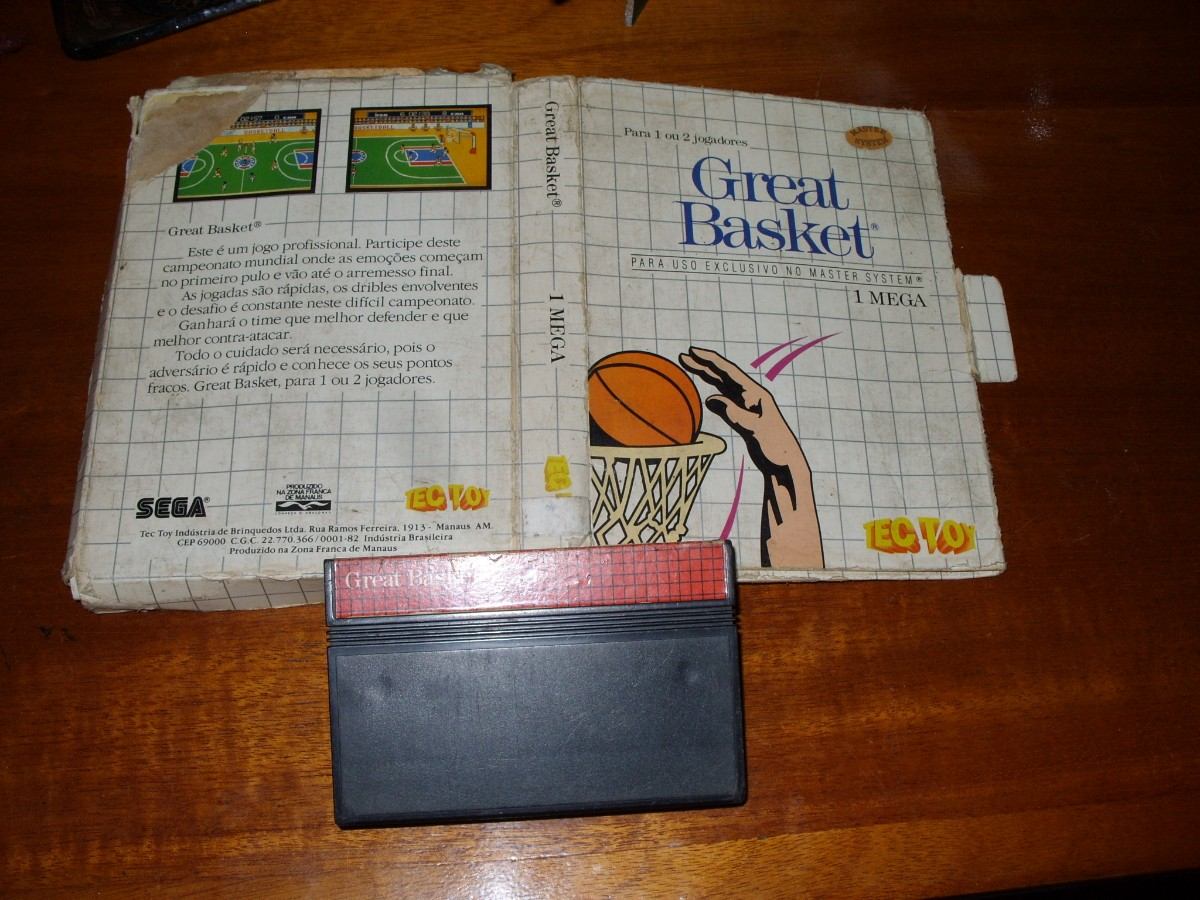 BASKETBALL
BASKETBALL
Great Basket®
Este é um jogo profissional. Participe deste
campeonato mundial onde as emoções começam
no primeiro pulo e vão até o arremesso final.
As jogadas são rápidas, os dribles envolventes
e o desafio é constante neste difícil campeonato.
Ganhará o time que melhor defender e que
melhor contra-atacar.
Todo o cuidado será necessário, pois o
adversário é rápido e conhece os seus pontos
fracos. Great Basket, para 1 ou 2 jogadores.
SEGA®
PRODUZIDO
NA ZONA FRANCA
DE MANAUS
TEC TOY
Tec Toy Indústria de Brinquedos Ltda. Rua Ramos Ferreira, 1913 - Manaus AM
CEP 69000 C.G.C. 22.770.366/0001-82 Indústria Brasileira
Produzido na Zona Franca de Manaus
Great Basket®
1 MEGA
Para 1 ou 2 jogadores
MASTER
SYSTEM
Great
Basket®
PARA USO EXCLUSIVO NO MASTER SYSTEM®
1 MEGA
TEC TOY
Great Basket